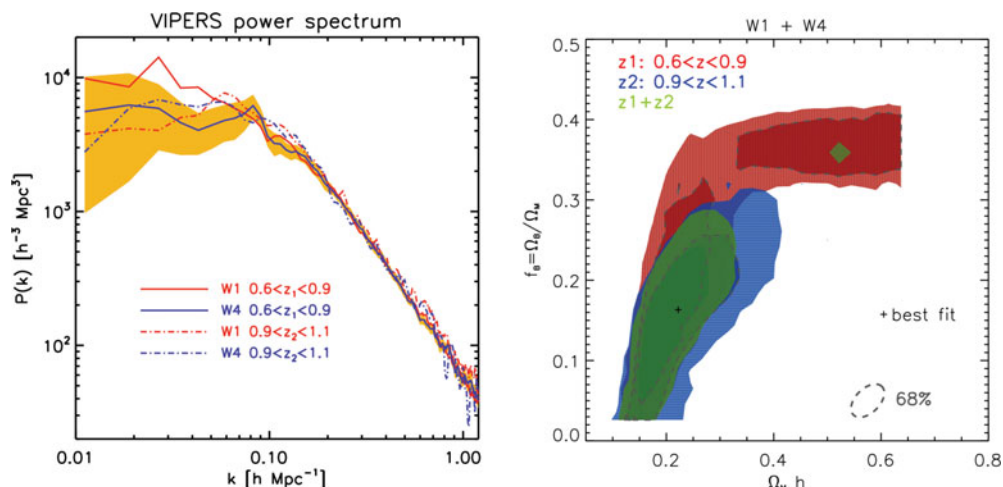 VIPERS power spectrum
P(k) [h⁻³ Mpc³]
10⁴
10³
10²
W1 0.6<z₁<0.9
W4 0.6<z₁<0.9
W1 0.9<z₂<1.1
W4 0.9<z₂<1.1
0.01 0.10 1.00
k [h Mpc⁻¹]
W1 + W4
f_B=Ω_B/Ω_M
0.5
0.4
0.3
0.2
0.1
0.0
z1: 0.6<z<0.9
z2: 0.9<z<1.1
z1+z2
+best fit
68%
0.2 0.4 0.6 0.8
h